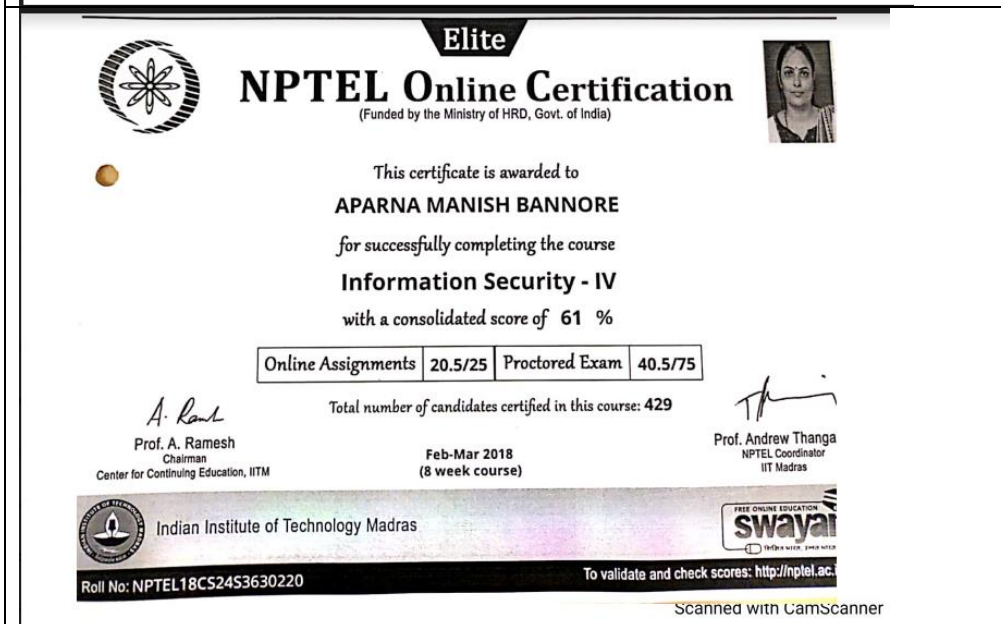 Elite
NPTEL Online Certification
(Funded by the Ministry of HRD, Govt. of India)
This certificate is awarded to
APARNA MANISH BANNORE
for successfully completing the course
Information Security - IV
with a consolidated score of 61 %
Online Assignments 20.5/25 Proctored Exam 40.5/75
Total number of candidates certified in this course: 429
A. Ramesh
Prof. A. Ramesh
Chairman
Center for Continuing Education, IITM
Feb-Mar 2018
(8 week course)
Prof. Andrew Thanga
NPTEL Coordinator
IIT Madras
Indian Institute of Technology Madras
FREE ONLINE EDUCATION
swaya
Roll No: NPTEL18CS24S3630220
To validate and check scores: http://nptel.ac.
Scanned with CamScanner